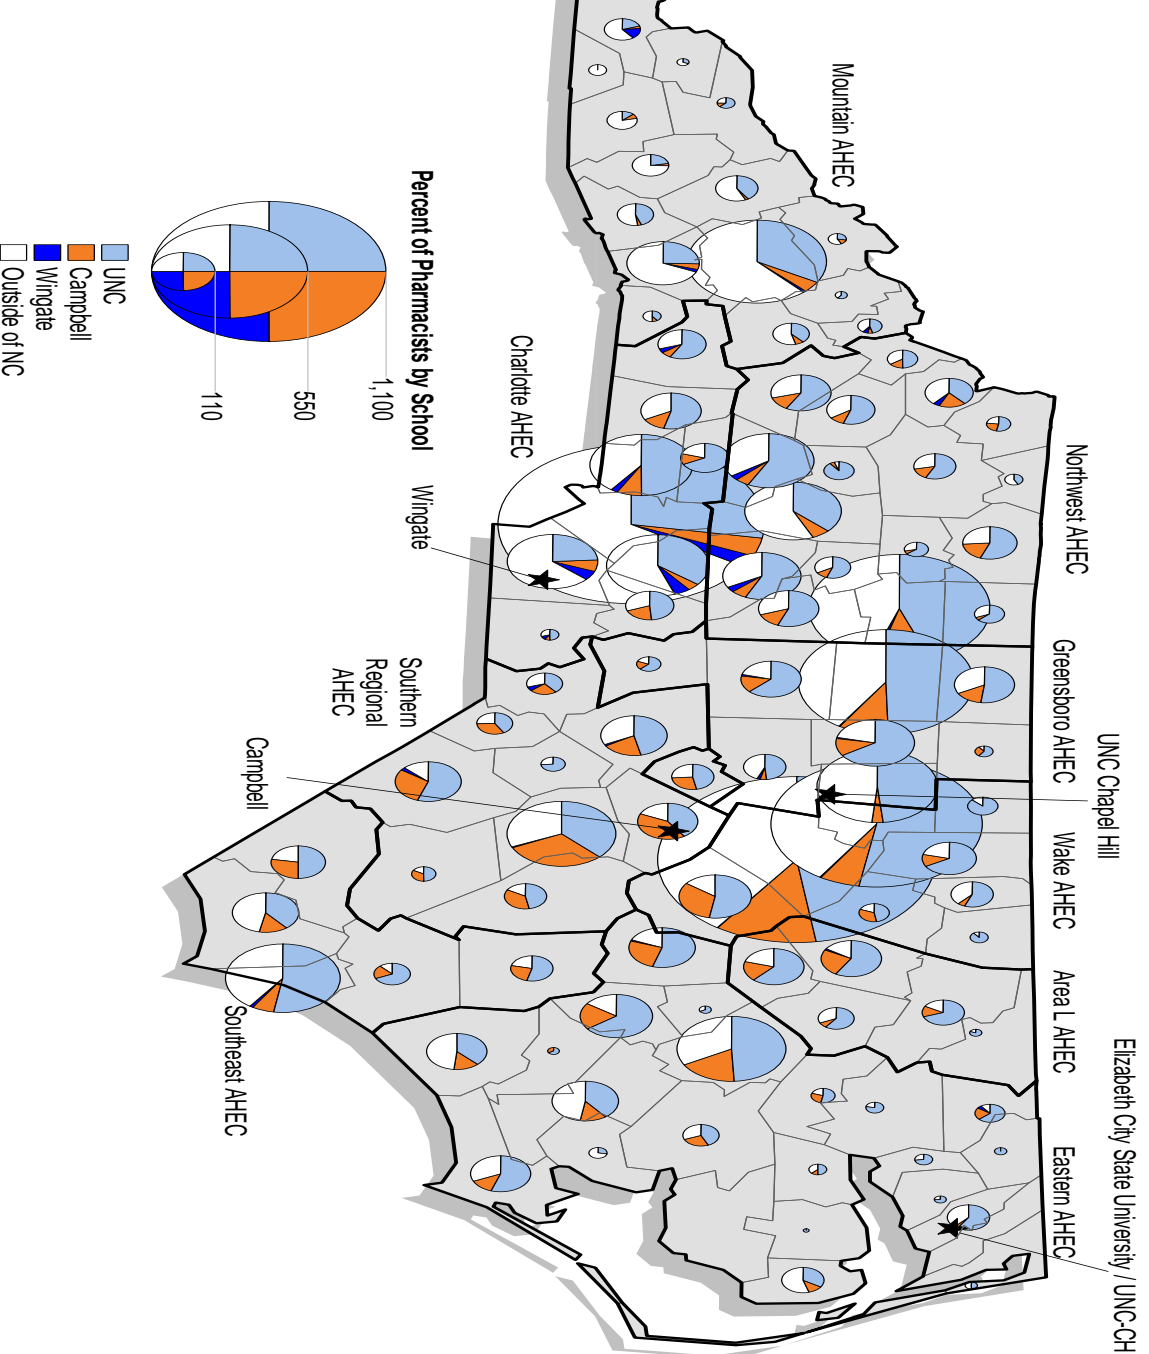 Mountain AHEC
Northwest AHEC
Greensboro AHEC
UNC Chapel Hill
Wake AHEC
Area L AHEC
Elizabeth City State University / UNC-CH
Eastern AHEC
Charlotte AHEC
Wingate
Southern
Regional
AHEC
Campbell
Southeast AHEC
Percent of Pharmacists by School
1,100
550
110
UNC
Campbell
Wingate
Outside of NC